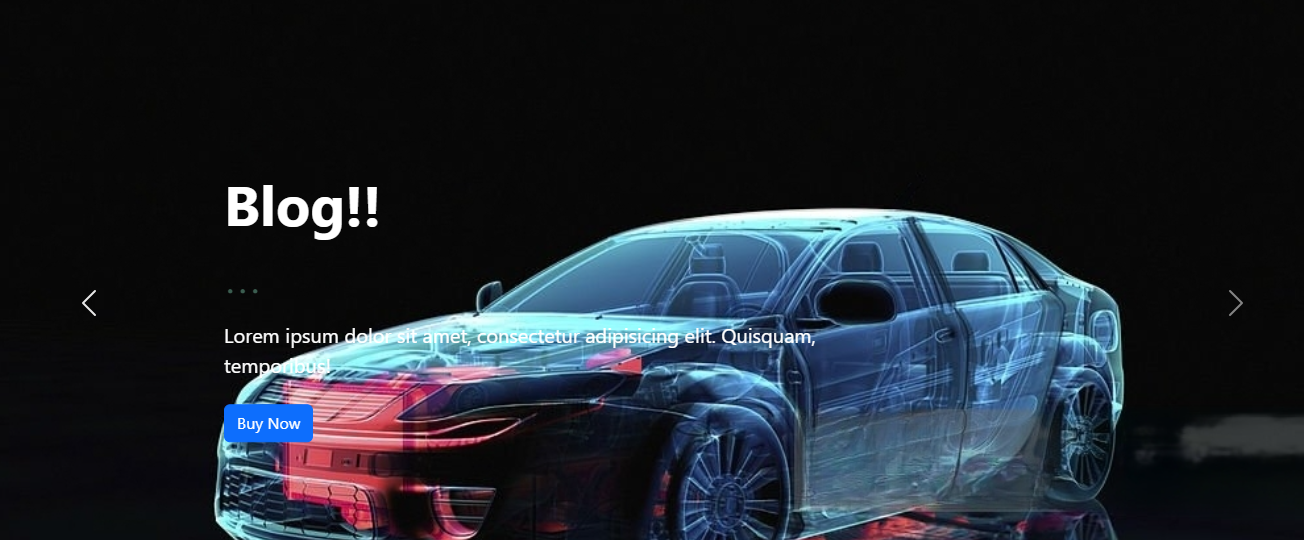 Blog!!
...
Lorem ipsum dolor sit amet, consectetur adipisicing elit. Quisquam,
temporibus!
Buy Now